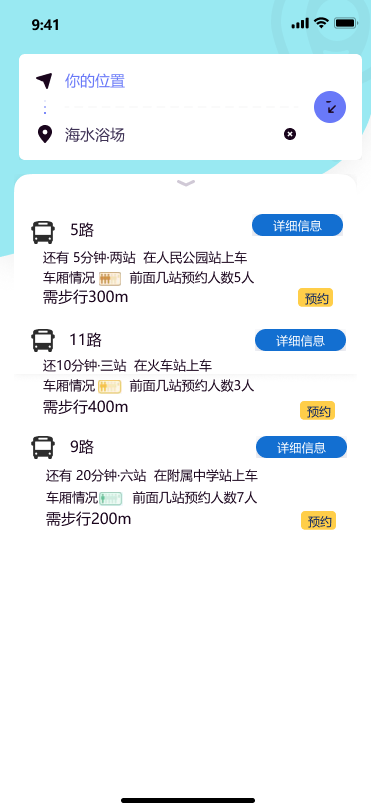 9:41
你的位置
海水浴场
5路 详细信息
还有 5分钟·两站 在人民公园站上车
车厢情况 前面几站预约人数5人
需步行300m 预约
11路 详细信息
还10分钟·三站 在火车站上车
车厢情况 前面几站预约人数3人
需步行400m 预约
9路 详细信息
还有 20分钟·六站 在附属中学站上车
车厢情况 前面几站预约人数7人
需步行200m 预约